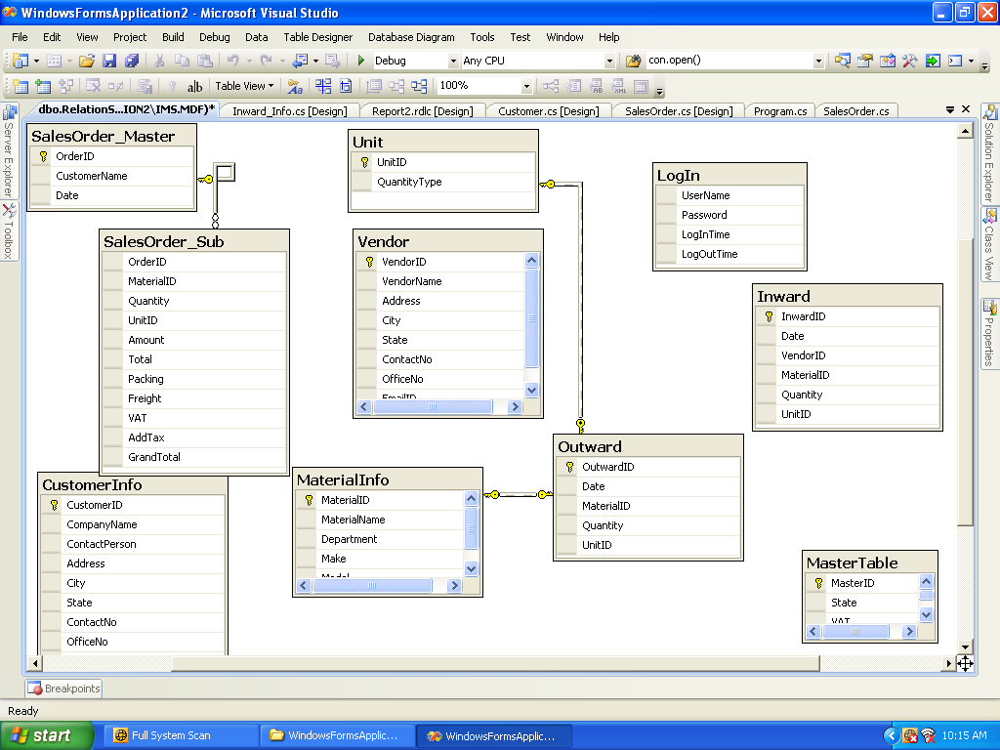 WindowsFormsApplication2 - Microsoft Visual Studio
File Edit View Project Build Debug Data Table Designer Database Diagram Tools Test Window Help
Debug Any CPU con.open()
ab Table View 100%
dbo.RelationS...ION2\IMS.MDF)* Inward_Info.cs [Design] Report2.rdlc [Design] Customer.cs [Design] SalesOrder.cs [Design] Program.cs SalesOrder.cs
Server Explorer
Toolbox
SalesOrder_Master
OrderID
CustomerName
Date
SalesOrder_Sub
OrderID
MaterialID
Quantity
UnitID
Amount
Total
Packing
Freight
VAT
AddTax
GrandTotal
CustomerInfo
CustomerID
CompanyName
ContactPerson
Address
City
State
ContactNo
OfficeNo
Unit
UnitID
QuantityType
Vendor
VendorID
VendorName
Address
City
State
ContactNo
OfficeNo
EmailID
MaterialInfo
MaterialID
MaterialName
Department
Make
Model
Outward
OutwardID
Date
MaterialID
Quantity
UnitID
LogIn
UserName
Password
LogInTime
LogOutTime
Inward
InwardID
Date
VendorID
MaterialID
Quantity
UnitID
MasterTable
MasterID
State
VAT
Solution Explorer
Class View
Properties
Breakpoints
Ready
start Full System Scan WindowsFormsApplic... WindowsFormsApplic... 10:15 AM